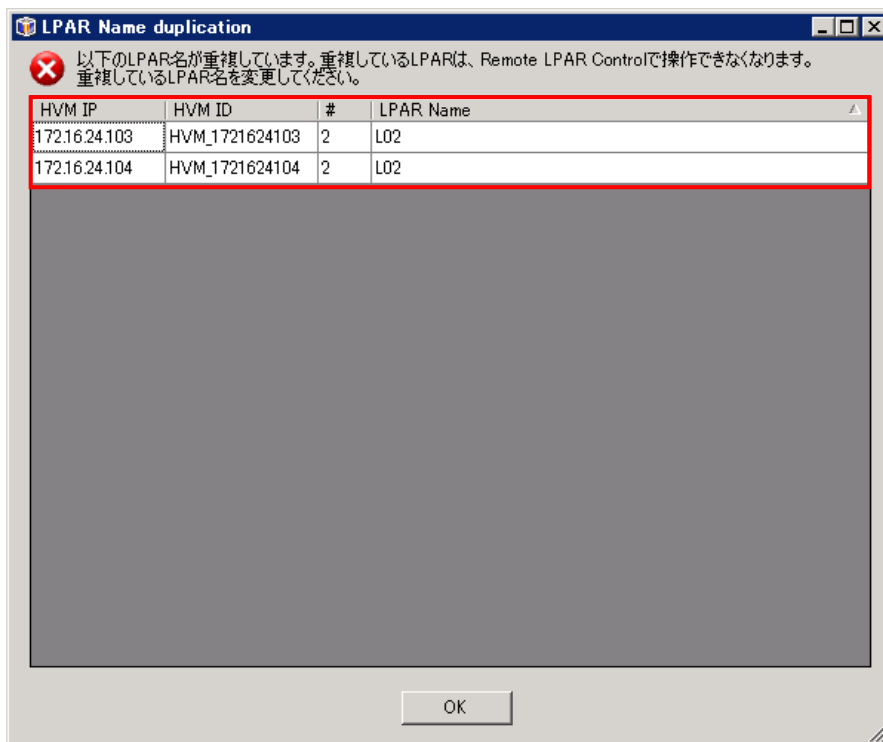 LPAR Name duplication
以下のLPAR名が重複しています。重複しているLPARは、Remote LPAR Controlで操作できなくなります。
重複しているLPAR名を変更してください。
HVM IP HVM ID # LPAR Name
172.16.24.103 HVM_1721624103 2 L02
172.16.24.104 HVM_1721624104 2 L02
OK